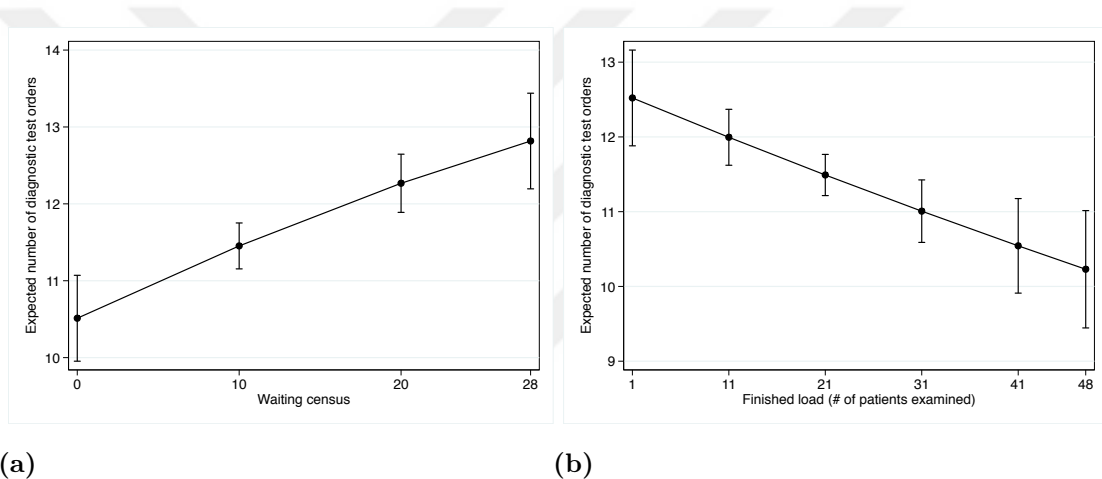 Expected number of diagnostic test orders
14
13
12
11
10
0 10 20 28
Waiting census
(a)
Expected number of diagnostic test orders
13
12
11
10
9
1 11 21 31 41 48
Finished load (# of patients examined)
(b)